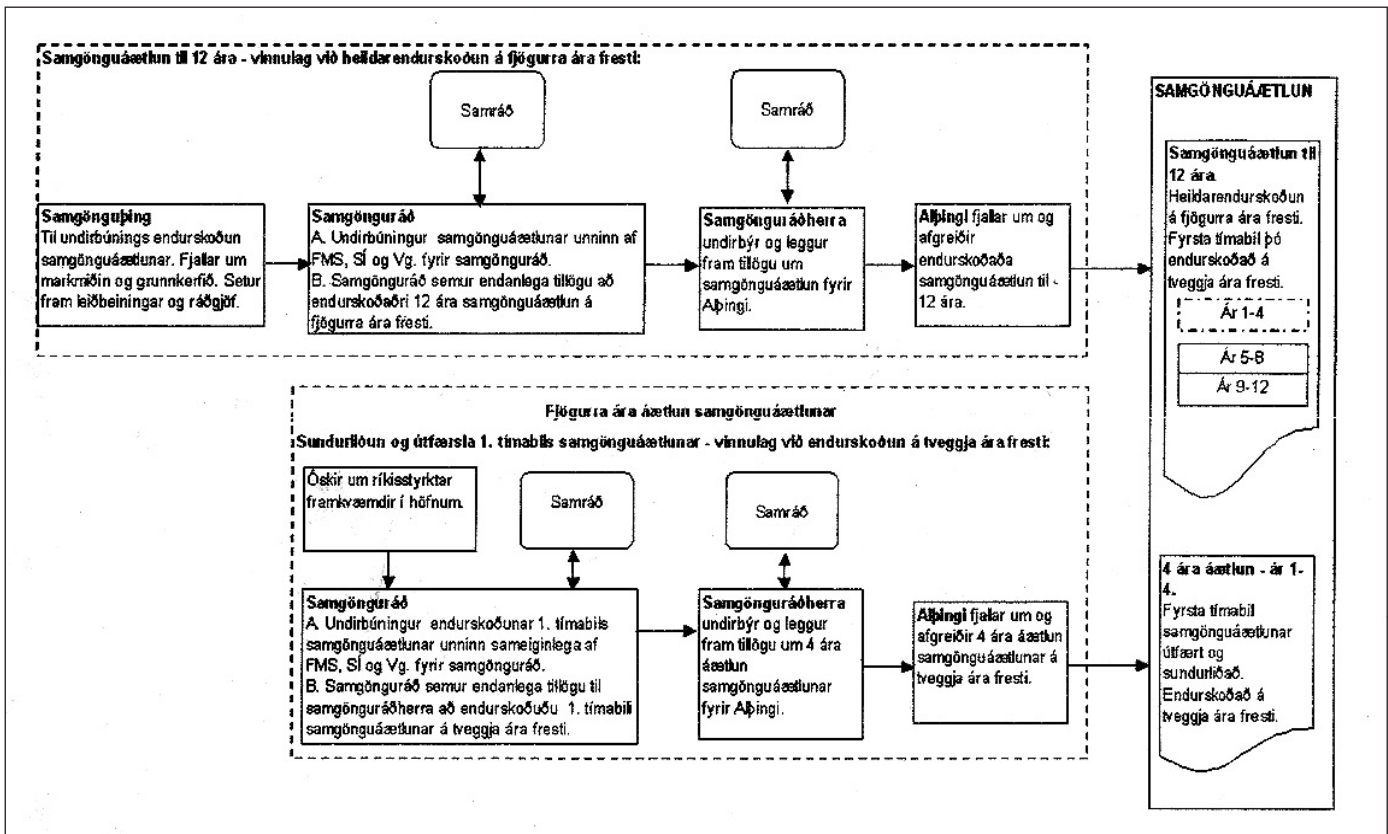 Samgönguáætlun til 12 ára - vinnulag við heildarendurskoðun á fjögurra ára fresti:
Samráð
Samráð
Samgönguþing
Til undirbúnings endurskoðun
samgönguáætlunar. Fjallar um
markmiðin og grunnkerfið. Setur
fram leiðbeiningar og ráðgjöf.
Samgönguráð
A. Undirbúningur samgönguáætlunar unninn af
FMS, SÍ og Vg. fyrir samgönguráð.
B. Samgönguráð semur endanlega tillögu að
endurskoðaðri 12 ára samgönguáætlun á
fjögurra ára fresti.
Samgönguráðherra
undirbýr og leggur
fram tillögu um
samgönguáætlun fyrir
Alþingi.
Alþingi fjallar um og
afgreiðir
endurskoðaða
samgönguáætlun til -
12 ára.
SAMGÖNGUÁÆTLUN
Samgönguáætlun til
12 ára
Heildarendurskoðun
á fjögurra ára fresti.
Fyrsta tímabil þó
endurskoðað á
tveggja ára fresti.
Ár 1-4
Ár 5-8
Ár 9-12
Fjögurra ára áætlun samgönguáætlunar
Sundurliðun og útfærsla 1. tímabils samgönguáætlunar - vinnulag við endurskoðun á tveggja ára fresti:
Óskir um ríkisstyrktar
framkvæmdir í höfnum.
Samráð
Samráð
Samgönguráð
A. Undirbúningur endurskoðunar 1. tímabils
samgönguáætlunar unninn sameiginlega af
FMS, SÍ og Vg. fyrir samgönguráð.
B. Samgönguráð semur endanlega tillögu til
samgönguráðherra að endurskoðuðu 1. tímabili
samgönguáætlunar á tveggja ára fresti.
Samgönguráðherra
undirbýr og leggur
fram tillögu um 4 ára
áætlun
samgönguáætlunar
fyrir Alþingi.
Alþingi fjallar um og
afgreiðir 4 ára áætlun
samgönguáætlunar á
tveggja ára fresti.
4 ára áætlun - ár 1-
4.
Fyrsta tímabil
samgönguáætlunar
útfært og
sundurliðað.
Endurskoðað á
tveggja ára fresti.